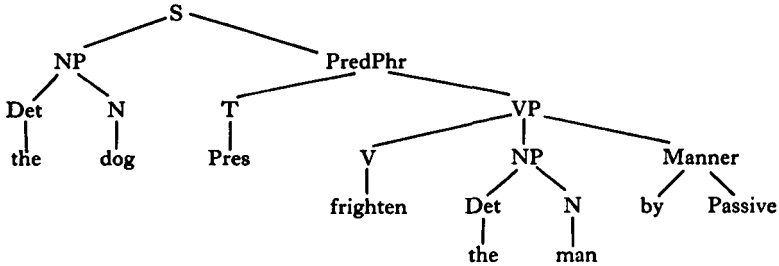 S
NP PredPhr
Det N T VP
the dog Pres V NP Manner
frighten Det N by Passive
the man